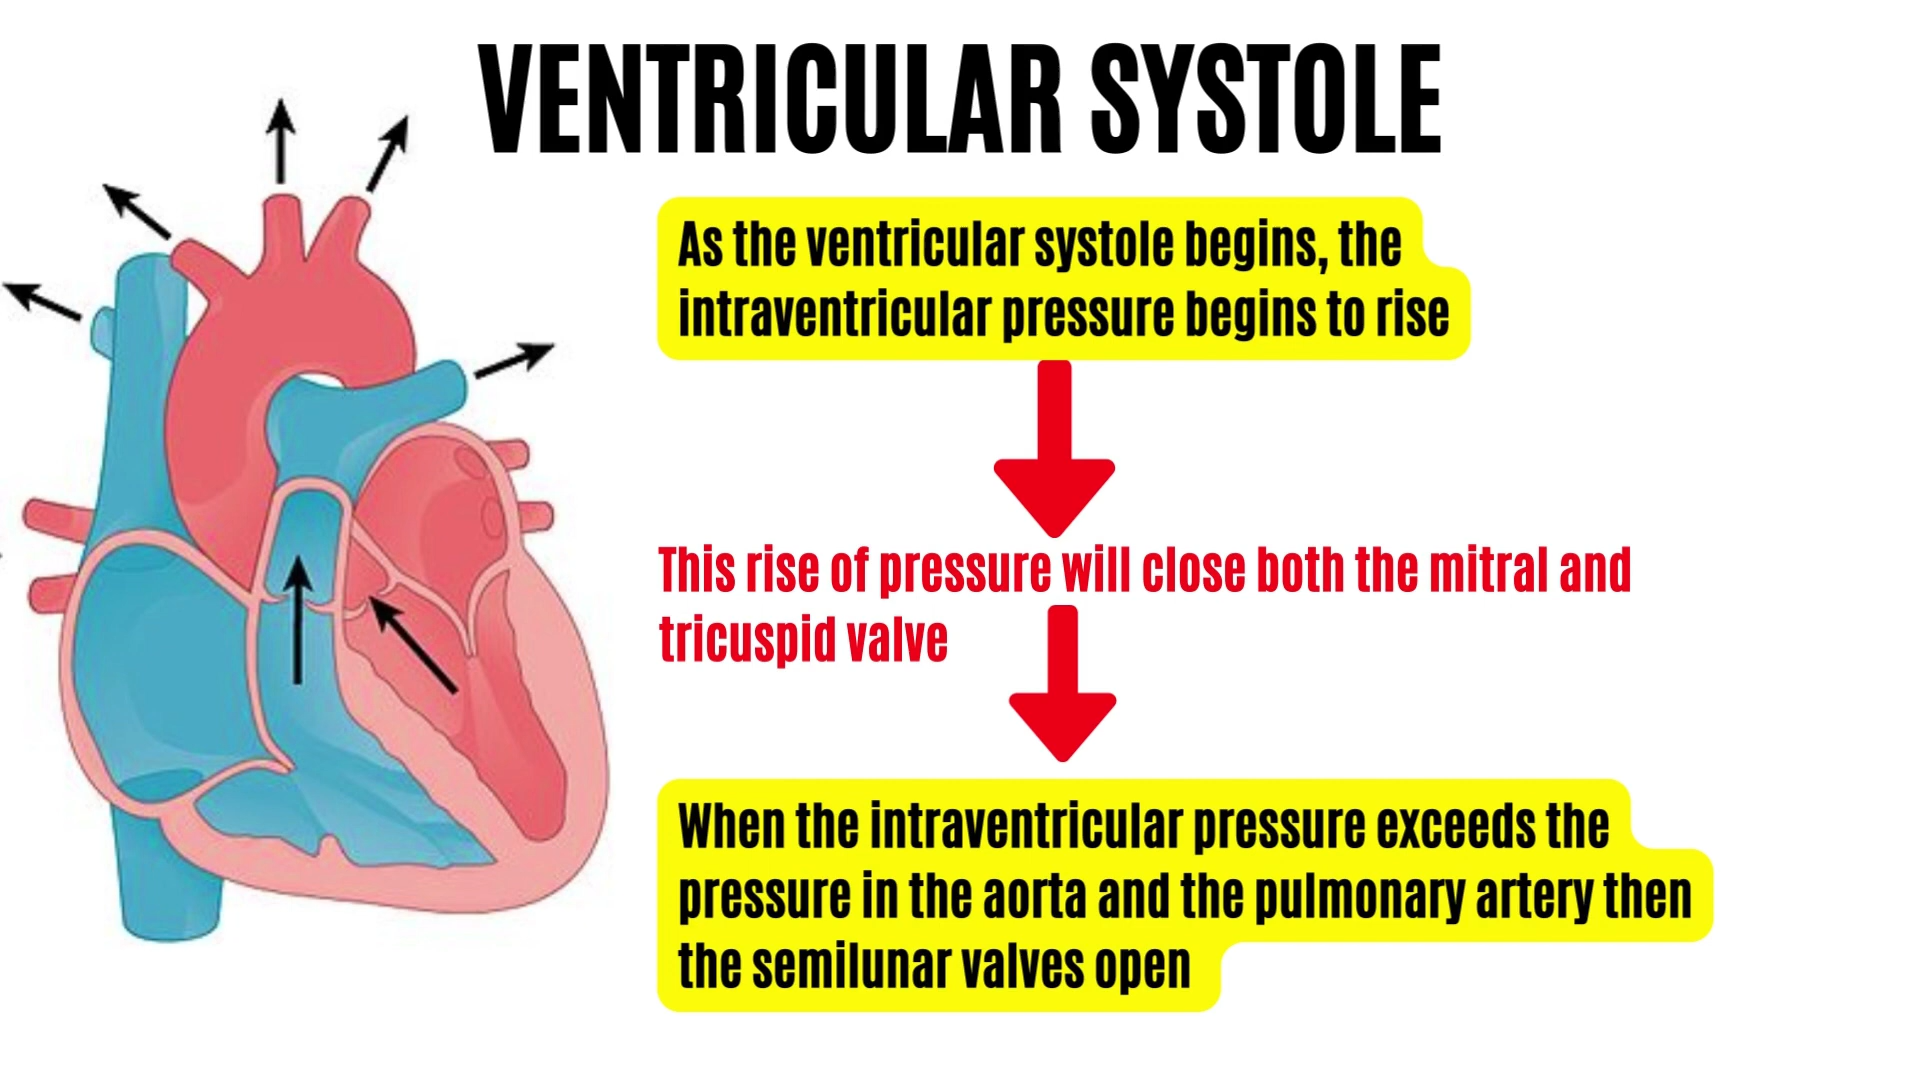 VENTRICULAR SYSTOLE
As the ventricular systole begins, the
intraventricular pressure begins to rise
This rise of pressure will close both the mitral and
tricuspid valve
When the intraventricular pressure exceeds the
pressure in the aorta and the pulmonary artery then
the semilunar valves open